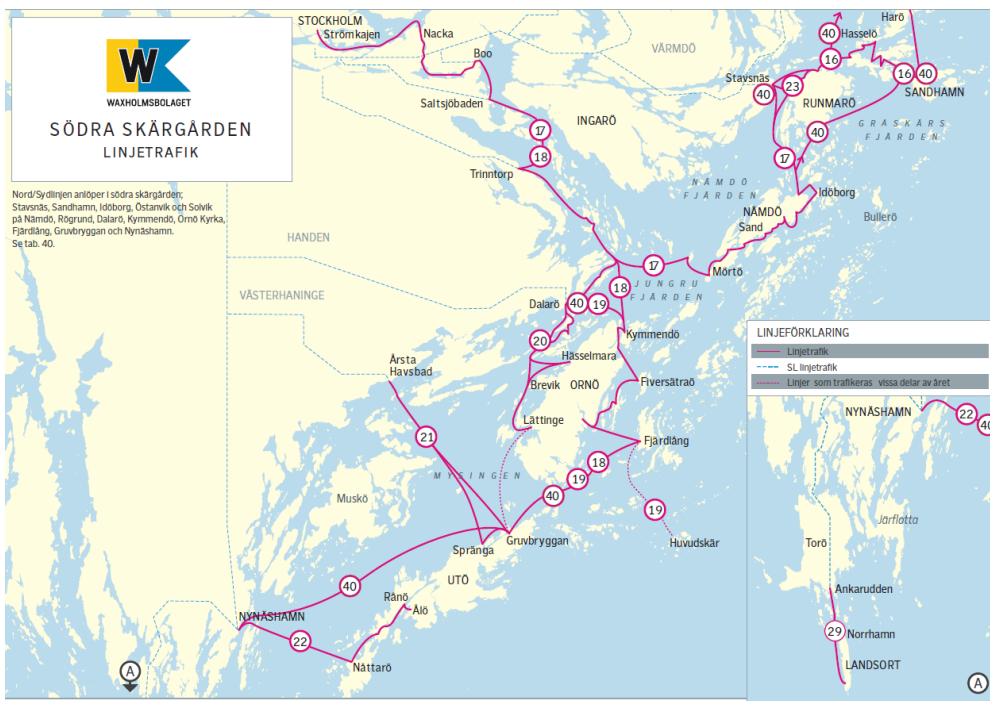 W
WAXHOLMSBOLAGET
SÖDRA SKÄRGÅRDEN
LINJETRAFIK
Nord/Sydlinjen anlöper i södra skärgården;
Stavsnäs, Sandhamn, Idöborg, Östanvik och Solvik
på Nämdö, Rögrund, Dalarö, Kymmendö, Ornö Kyrka,
Fjärdlång, Gruvbryggan och Nynäshamn.
Se tab. 40.
STOCKHOLM
Strömkajen
Nacka
Boo
Saltsjöbaden
17
18
Trinntorp
INGARÖ
VÄRMDÖ
Stavsnäs
40
23
40
Hasselö
Harö
16
16
40
SANDHAMN
RUNMARÖ
GRÄSKÄRS
FJÄRDEN
40
17
Idöborg
NÄMDÖ
FJÄRDEN
NÄMDÖ
Sand
Bullerö
HANDEN
17
Mörtö
JUNGFRU
FJÄRDEN
18
VÄSTERHANINGE
Dalarö
40
19
20
Kymmendö
Hässelmara
Årsta
Havsbad
Brevik
ORNÖ
Fiversätraö
Lättinge
21
Fjärdlång
18
MYSINGEN
19
40
Muskö
19
Gruvbryggan
Huvudskär
Spränga
UTÖ
40
Rånö
Ålö
NYNÄSHAMN
22
Nåttarö
A
LINJEFÖRKLARING
Linjetrafik
SL linjetrafik
Linjer som trafikeras vissa delar av året
NYNÄSHAMN
22
40
Järflotta
Torö
Ankarudden
29
Norrhamn
LANDSORT
A